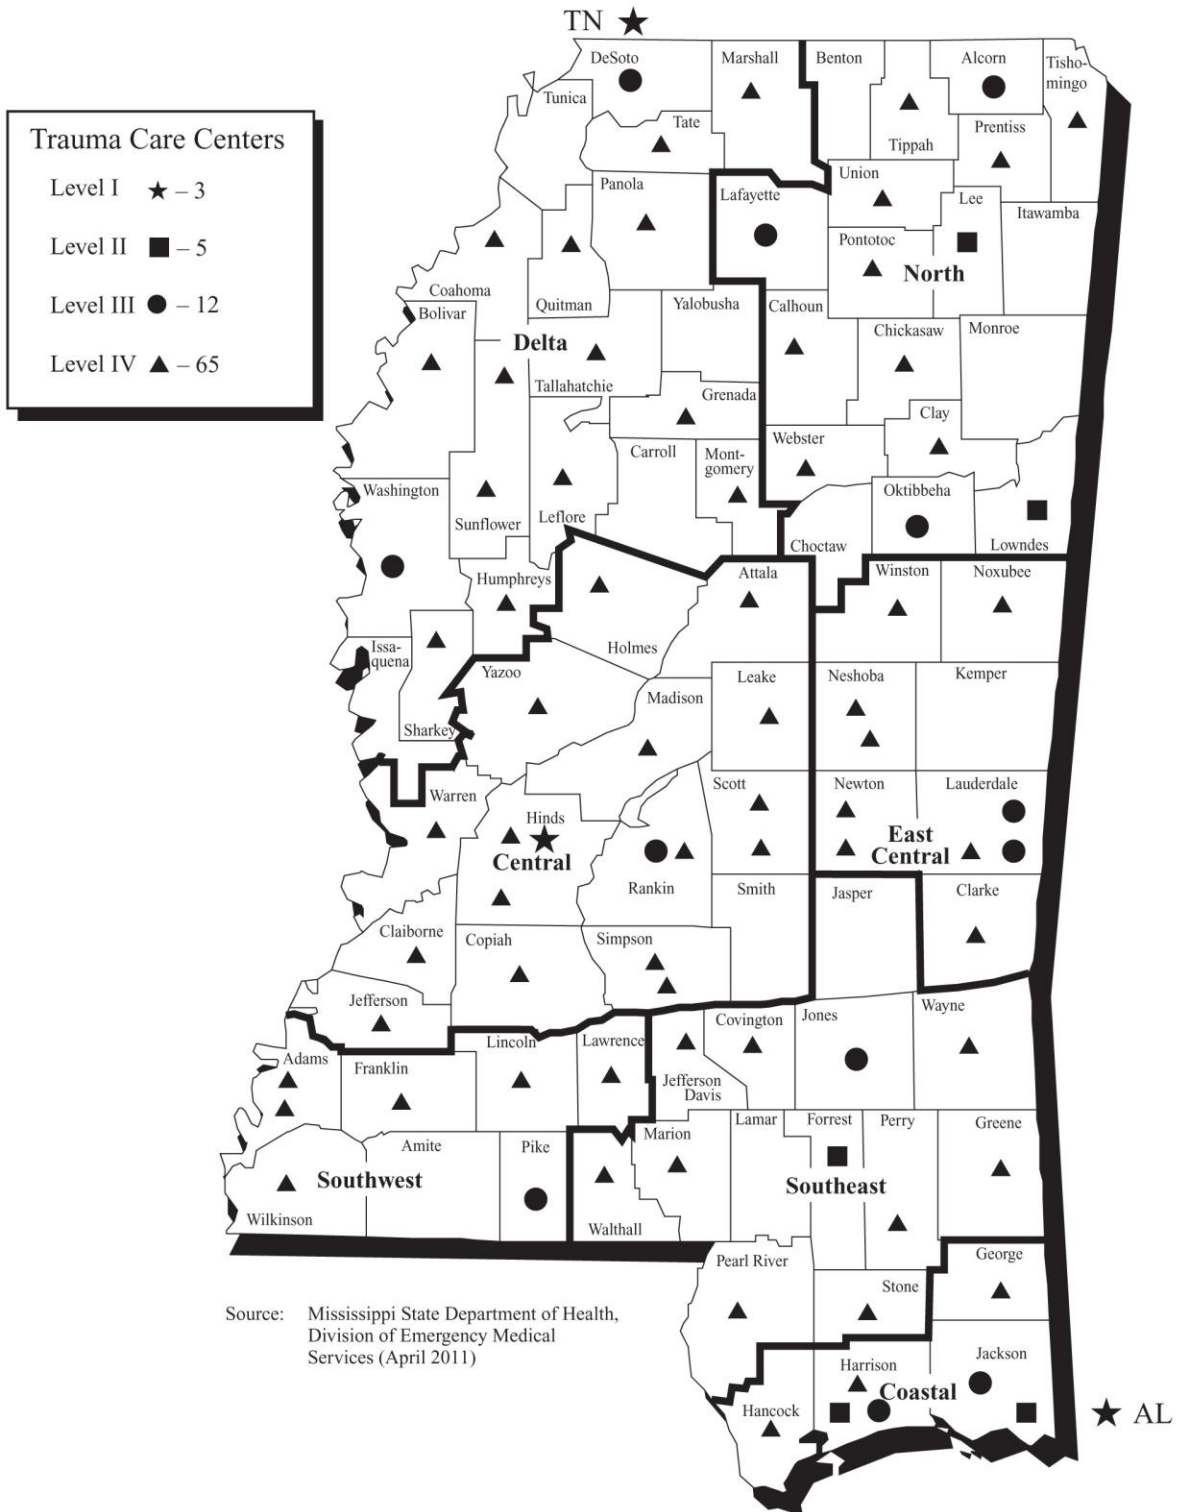 TN
Trauma Care Centers
Level I – 3
Level II – 5
Level III – 12
Level IV – 65
DeSoto
Marshall
Benton
Alcorn
Tisho-
mingo
Tunica
Tate
Tippah
Prentiss
Panola
Lafayette
Union
Lee
Itawamba
Pontotoc
North
Coahoma
Quitman
Yalobusha
Calhoun
Bolivar
Chickasaw
Monroe
Delta
Tallahatchie
Grenada
Clay
Webster
Carroll
Mont-
gomery
Washington
Sunflower
Leflore
Oktibbeha
Choctaw
Lowndes
Humphreys
Attala
Winston
Noxubee
Issa-
quena
Holmes
Yazoo
Leake
Neshoba
Kemper
Madison
Sharkey
Warren
Scott
Newton
Lauderdale
Hinds
Central
East
Central
Rankin
Smith
Jasper
Clarke
Claiborne
Copiah
Simpson
Jefferson
Wayne
Covington
Jones
Lincoln
Lawrence
Adams
Franklin
Jefferson
Davis
Amite
Pike
Marion
Lamar
Forrest
Perry
Greene
Southwest
Southeast
Wilkinson
Walthall
Pearl River
George
Stone
Source: Mississippi State Department of Health,
Division of Emergency Medical
Services (April 2011)
Harrison
Jackson
Coastal
Hancock
AL